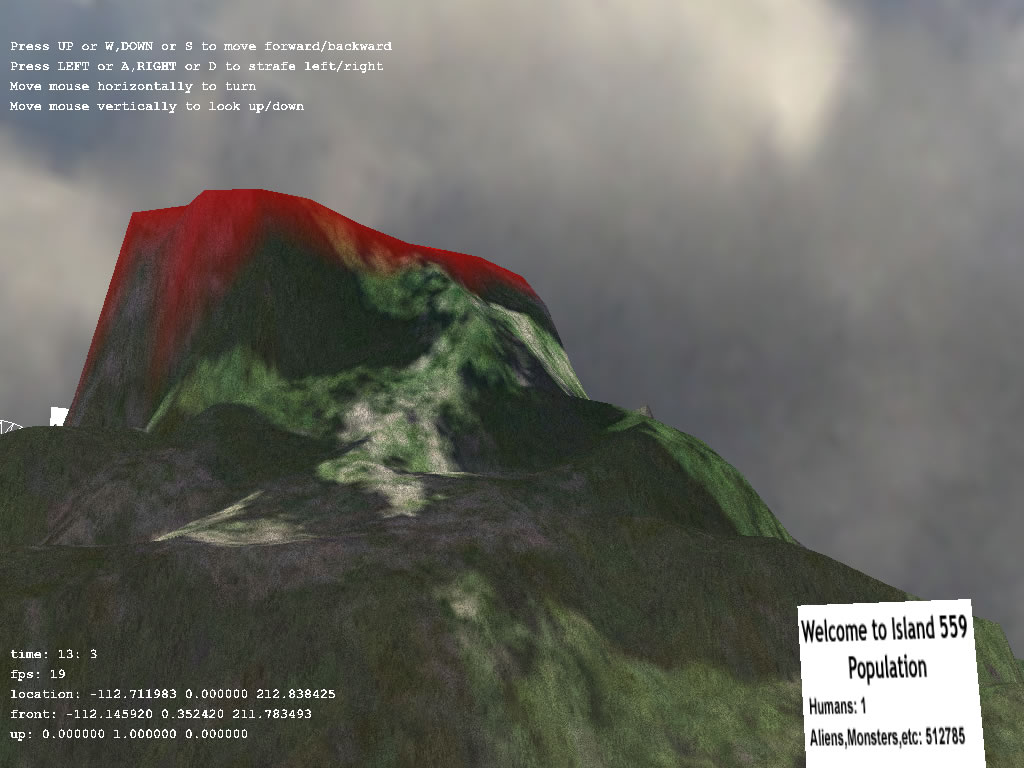 Press UP or W,DOWN or S to move forward/backward
Press LEFT or A,RIGHT or D to strafe left/right
Move mouse horizontally to turn
Move mouse vertically to look up/down
Welcome to Island 559
Population
Humans: 1
Aliens,Monsters,etc: 512785
time: 13: 3
fps: 19
location: -112.711983 0.000000 212.838425
front: -112.145920 0.352420 211.783493
up: 0.000000 1.000000 0.000000